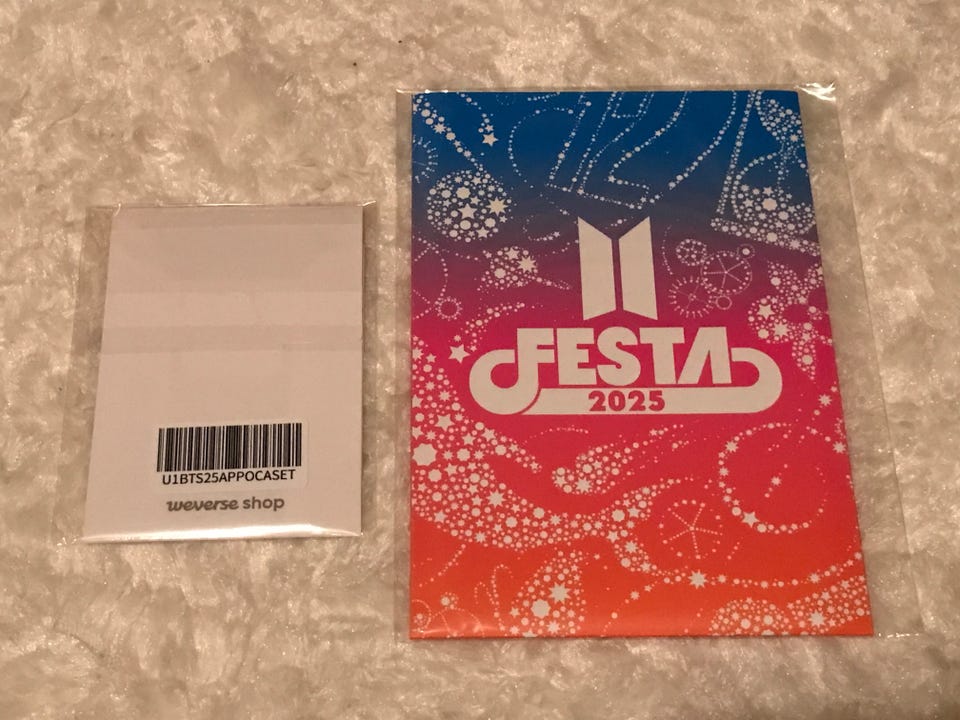 U1BTS25APPOCASET
weverse shop
FESTA
2025